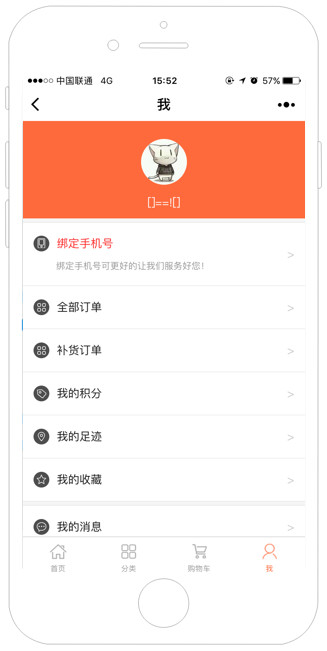 中国联通 4G 15:52 57%
我
[]==![]
绑定手机号
绑定手机号可更好的让我们服务好您!
全部订单
补货订单
我的积分
我的足迹
我的收藏
我的消息
首页 分类 购物车 我